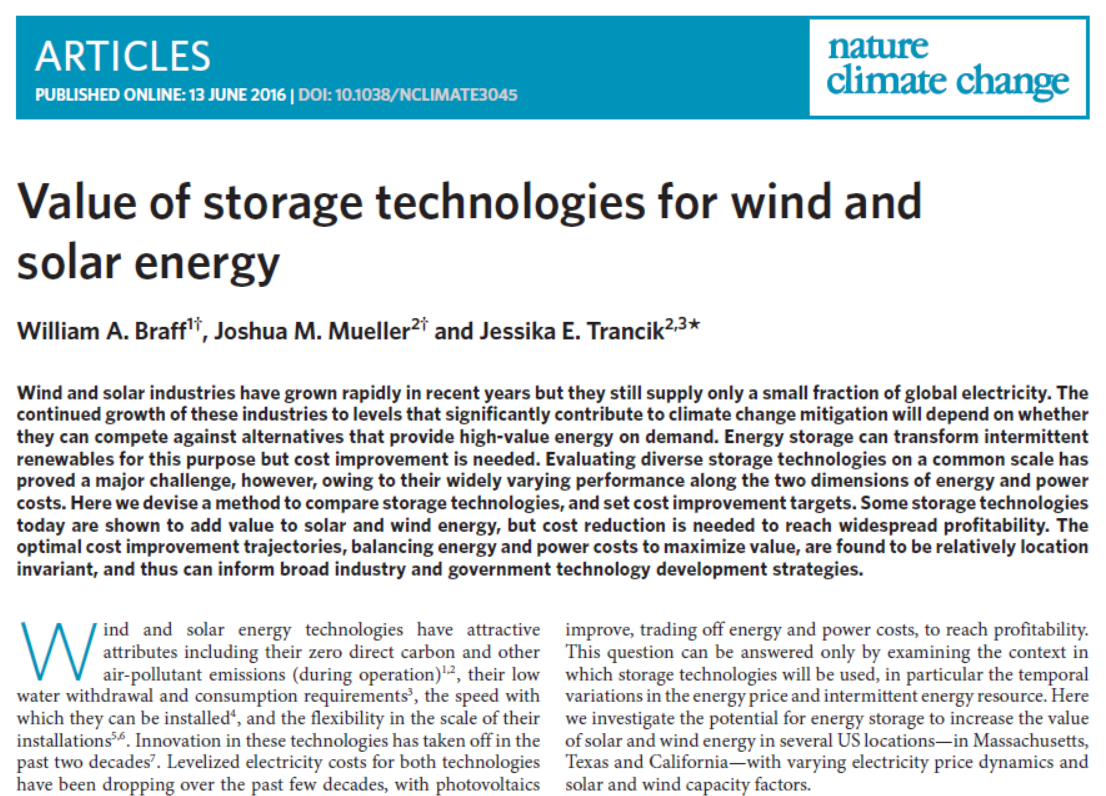 ARTICLES
PUBLISHED ONLINE: 13 JUNE 2016 | DOI: 10.1038/NCLIMATE3045
nature
climate change
Value of storage technologies for wind and
solar energy
William A. Braff1†, Joshua M. Mueller2† and Jessika E. Trancik2,3★
Wind and solar industries have grown rapidly in recent years but they still supply only a small fraction of global electricity. The
continued growth of these industries to levels that significantly contribute to climate change mitigation will depend on whether
they can compete against alternatives that provide high-value energy on demand. Energy storage can transform intermittent
renewables for this purpose but cost improvement is needed. Evaluating diverse storage technologies on a common scale has
proved a major challenge, however, owing to their widely varying performance along the two dimensions of energy and power
costs. Here we devise a method to compare storage technologies, and set cost improvement targets. Some storage technologies
today are shown to add value to solar and wind energy, but cost reduction is needed to reach widespread profitability. The
optimal cost improvement trajectories, balancing energy and power costs to maximize value, are found to be relatively location
invariant, and thus can inform broad industry and government technology development strategies.
Wind and solar energy technologies have attractive
attributes including their zero direct carbon and other
air-pollutant emissions (during operation)1,2, their low
water withdrawal and consumption requirements3, the speed with
which they can be installed4, and the flexibility in the scale of their
installations5,6. Innovation in these technologies has taken off in the
past two decades7. Levelized electricity costs for both technologies
have been dropping over the past few decades, with photovoltaics
improve, trading off energy and power costs, to reach profitability.
This question can be answered only by examining the context in
which storage technologies will be used, in particular the temporal
variations in the energy price and intermittent energy resource. Here
we investigate the potential for energy storage to increase the value
of solar and wind energy in several US locations—in Massachusetts,
Texas and California—with varying electricity price dynamics and
solar and wind capacity factors.